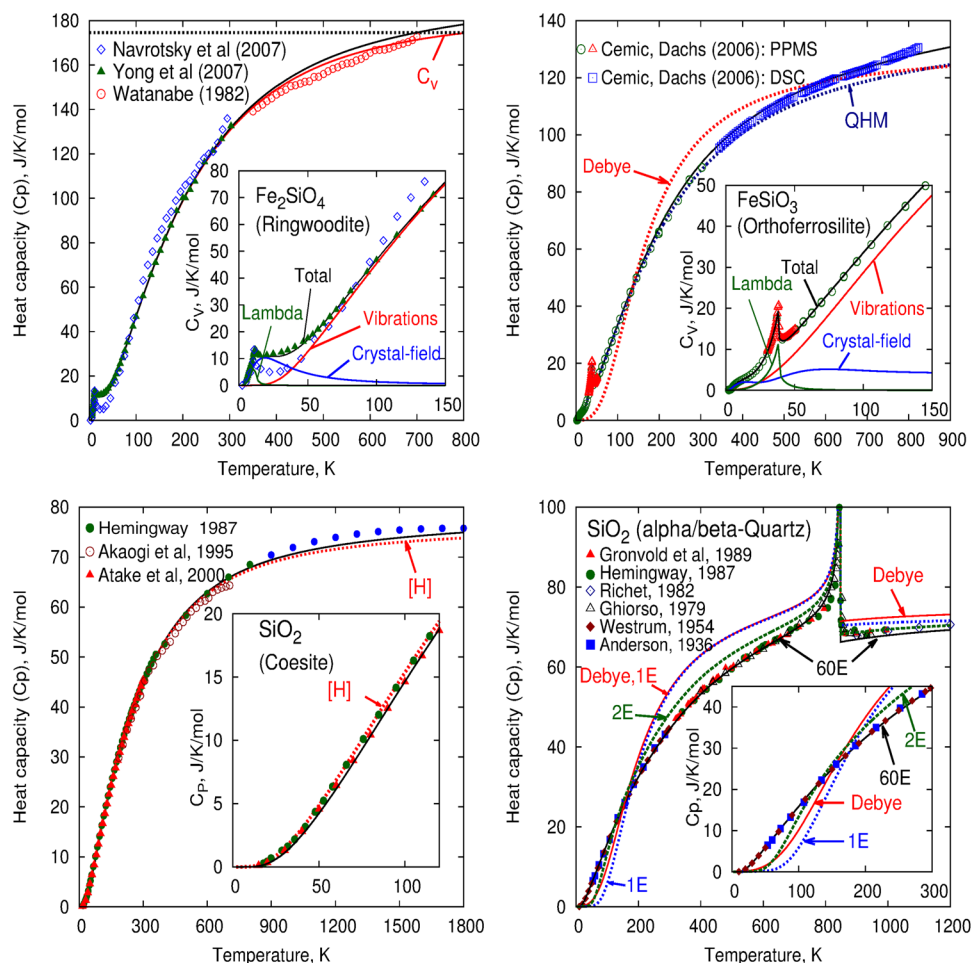 Heat capacity (Cp), J/K/mol
180
160
140
120
100
80
60
40
20
0
Navrotsky et al (2007)
Yong et al (2007)
Watanabe (1982)
C_V
Fe2SiO4
(Ringwoodite)
Total
Lambda
Vibrations
Crystal-field
C_V, J/K/mol
80
70
60
50
40
30
20
10
0
0 50 100 150
0 100 200 300 400 500 600 700 800
Temperature, K
Heat capacity (Cp), J/K/mol
140
120
100
80
60
40
20
0
Cemic, Dachs (2006): PPMS
Cemic, Dachs (2006): DSC
QHM
Debye
FeSiO3
(Orthoferrosilite)
Total
Lambda
Vibrations
Crystal-field
C_V, J/K/mol
50
40
30
20
10
0
0 50 100 150
0 100 200 300 400 500 600 700 800 900
Temperature, K
Heat capacity (Cp), J/K/mol
80
70
60
50
40
30
20
10
0
Hemingway 1987
Akaogi et al, 1995
Atake et al, 2000
[H]
SiO2
(Coesite)
[H]
C_P, J/K/mol
20
15
10
5
0
0 50 100
0 300 600 900 1200 1500 1800
Temperature, K
Heat capacity (Cp), J/K/mol
100
80
60
40
20
0
SiO2 (alpha/beta-Quartz)
Gronvold et al, 1989
Hemingway, 1987
Richet, 1982
Ghiorso, 1979
Westrum, 1954
Anderson, 1936
Debye
60E
Debye,1E
2E
1E
Cp, J/K/mol
40
30
20
10
0
2E
60E
Debye
1E
0 100 200 300
0 200 400 600 800 1000 1200
Temperature, K